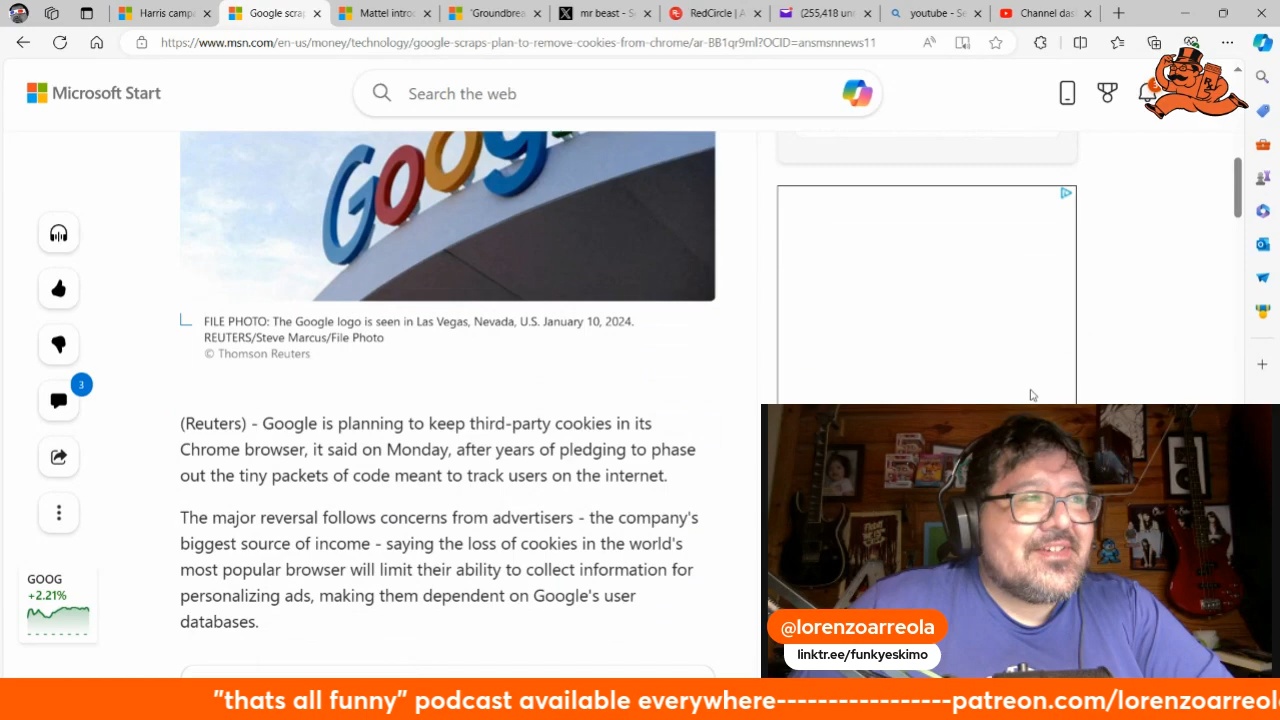 Harris campa
Google scrap
Mattel intro
'Groundbrea
mr beast - Se
RedCircle | A
(255,418 unr
youtube - Se
Channel das
https://www.msn.com/en-us/money/technology/google-scraps-plan-to-remove-cookies-from-chrome/ar-BB1qr9ml?OCID=ansmsnnews11
Microsoft Start
Search the web
Goog
FILE PHOTO: The Google logo is seen in Las Vegas, Nevada, U.S. January 10, 2024.
REUTERS/Steve Marcus/File Photo
© Thomson Reuters
3
(Reuters) - Google is planning to keep third-party cookies in its
Chrome browser, it said on Monday, after years of pledging to phase
out the tiny packets of code meant to track users on the internet.
The major reversal follows concerns from advertisers - the company's
biggest source of income - saying the loss of cookies in the world's
most popular browser will limit their ability to collect information for
personalizing ads, making them dependent on Google's user
databases.
GOOG
+2.21%
@lorenzoarreola
linktr.ee/funkyeskimo
"thats all funny" podcast available everywhere-----------------patreon.com/lorenzoarreol